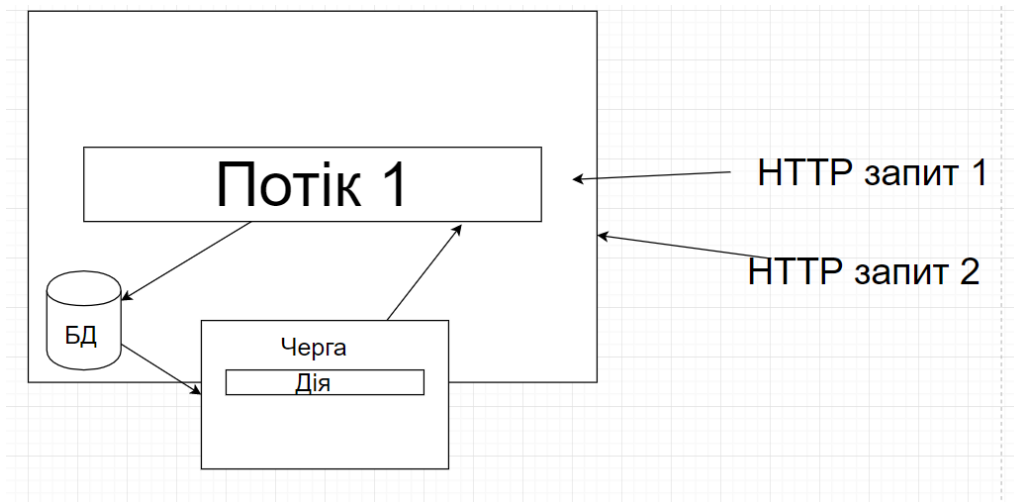 Потік 1
HTTP запит 1
HTTP запит 2
БД
Черга
Дія